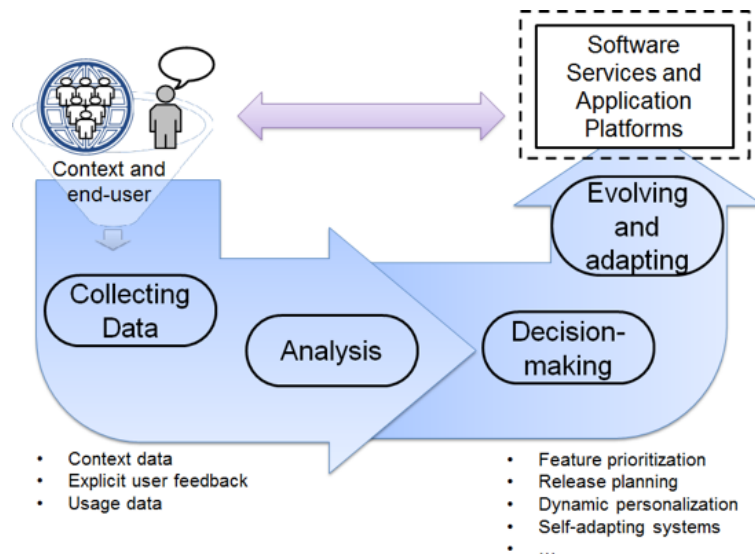 Software
Services and
Application
Platforms
Context and
end-user
Evolving
and
adapting
Collecting
Data
Analysis
Decision-
making
• Context data
• Explicit user feedback
• Usage data
• Feature prioritization
• Release planning
• Dynamic personalization
• Self-adapting systems
• ...